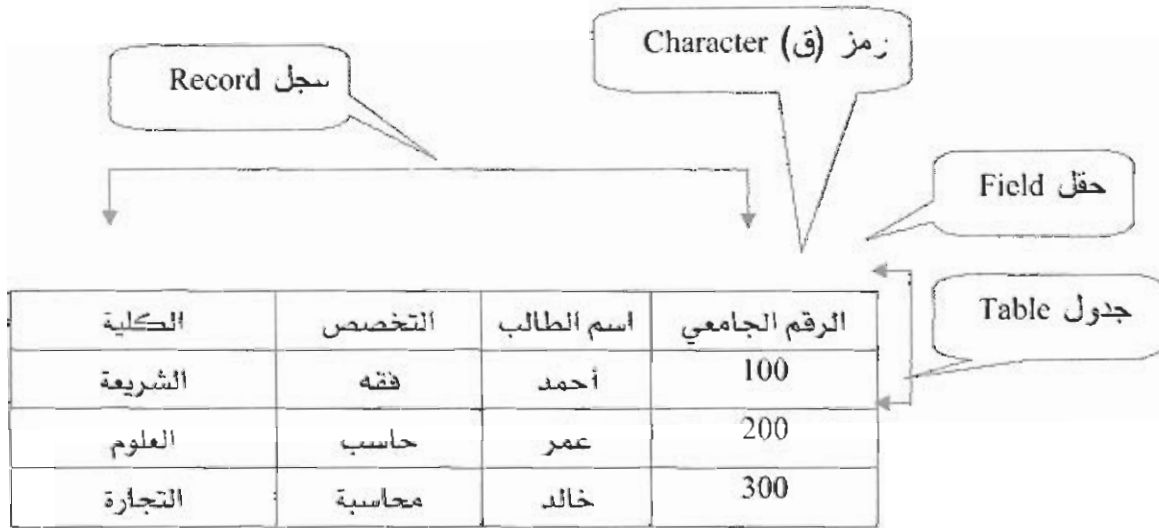 رمز (ق) Character
سجل Record
حقل Field
جدول Table
الرقم الجامعي اسم الطالب التخصص الكلية
100 أحمد فقه الشريعة
200 عمر حاسب العلوم
300 خالد محاسبة التجارة